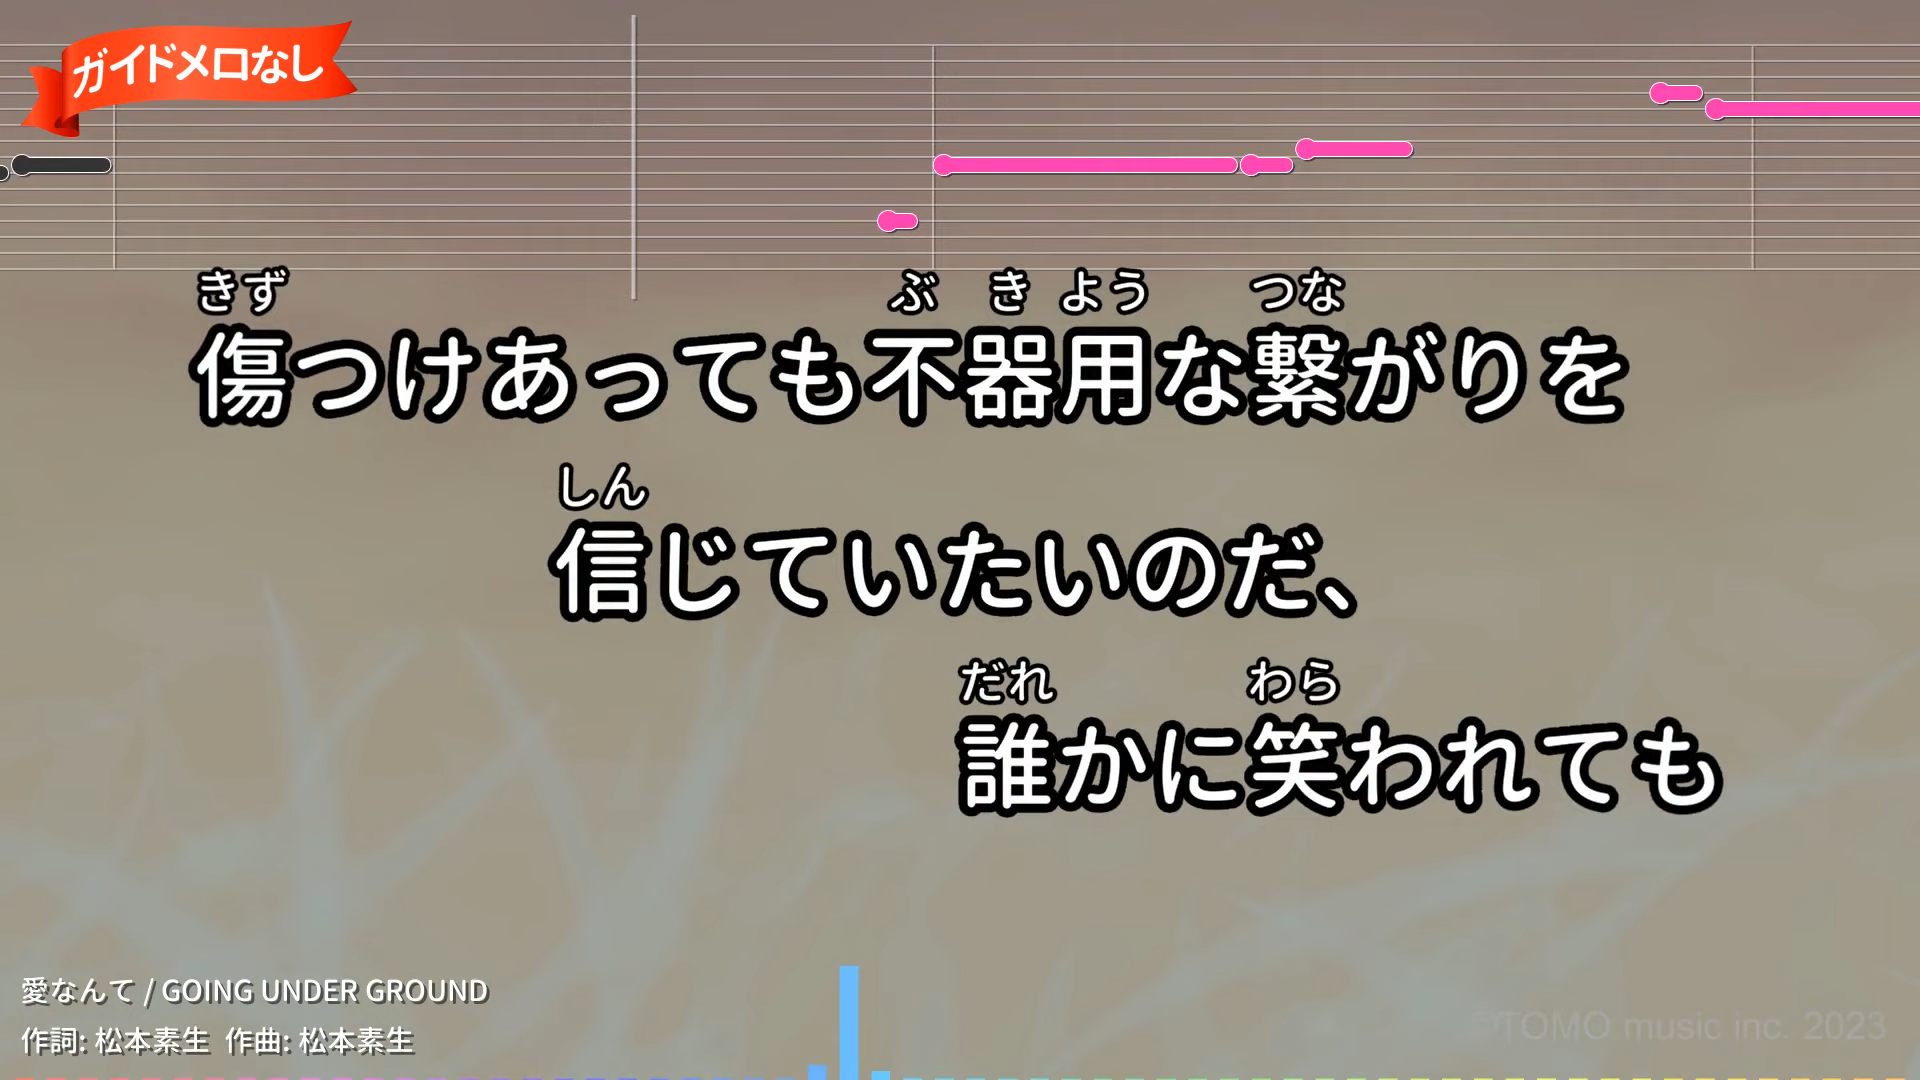 ガイドメロなし
きず ぶ き よう つな
傷つけあっても不器用な繋がりを
しん
信じていたいのだ、
だれ わら
誰かに笑われても
愛なんて / GOING UNDER GROUND
作詞: 松本素生 作曲: 松本素生
©TOMO music inc. 2023